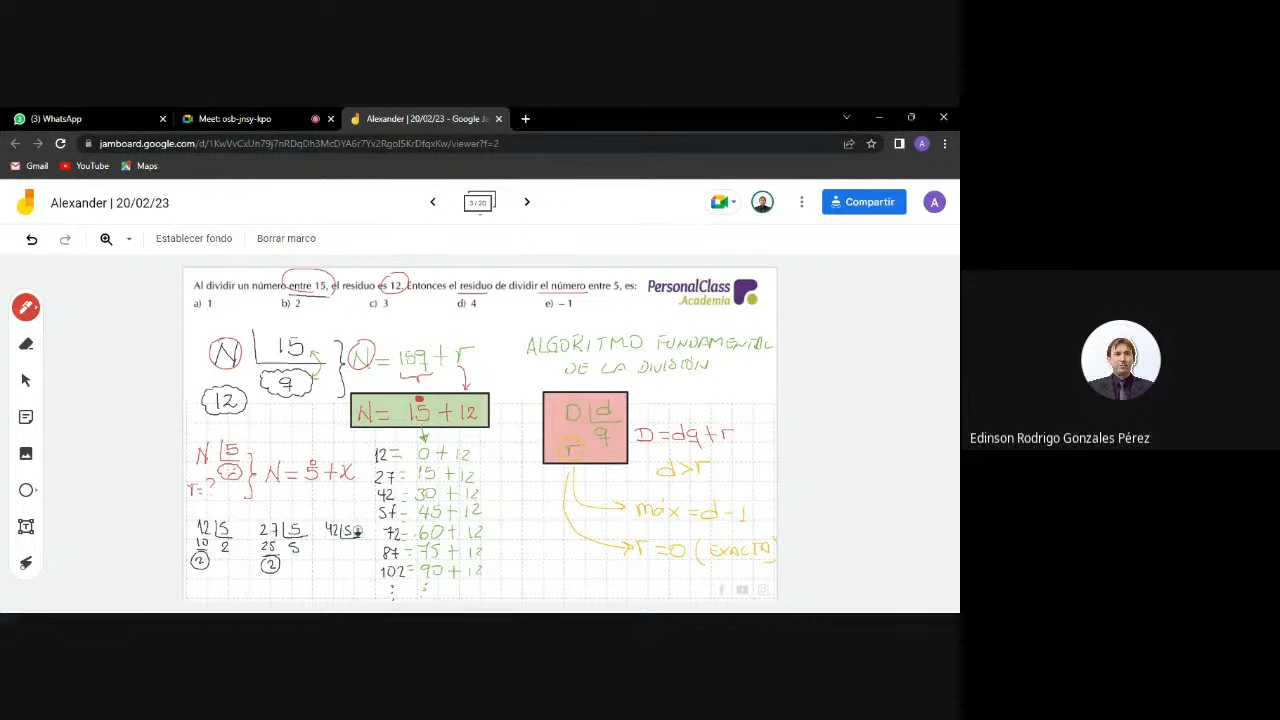 (3) WhatsApp
Meet: osb-jnsy-kpo
Alexander | 20/02/23 - Google Ja
jamboard.google.com/d/1KwVvCxUn79j7nRDqDh3McDYA6r7Yx2RgoI5KrDfqxKw/viewer?f=2
Gmail
YouTube
Maps
Alexander | 20/02/23
3 / 20
Compartir
A
Establecer fondo
Borrar marco
Al dividir un número entre 15, el residuo es 12. Entonces el residuo de dividir el número entre 5, es:
a) 1
b) 2
c) 3
d) 4
e) – 1
PersonalClass
.Academia
N 15
q
12
N = 15q + r
N = 15 + 12
ALGORITMO FUNDAMENTAL
DE LA DIVISIÓN
D d
q
r
D = dq + r
d > r
máx = d - 1
r = 0 (EXACTA)
N 5
r = ?
N = 5 + x
12 = 0 + 12
27 = 15 + 12
42 = 30 + 12
57 = 45 + 12
72 = 60 + 12
87 = 75 + 12
102 = 90 + 12
12 5
10 2
2
27 5
25 5
2
42 5
Edinson Rodrigo Gonzales Pérez